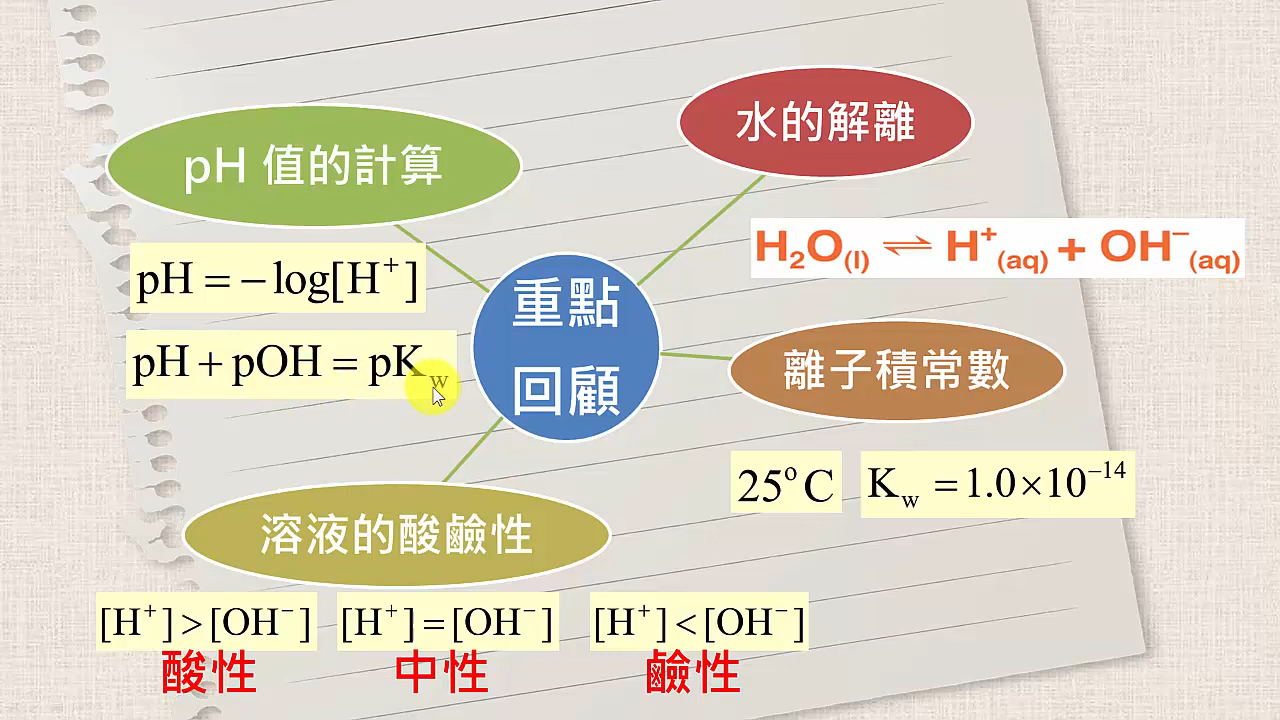 重點
回顧
水的解離
H₂O(l) ⇌ H⁺(aq) + OH⁻(aq)
離子積常數
25°C
Kw = 1.0×10⁻¹⁴
pH 值的計算
pH = −log[H⁺]
pH + pOH = pKw
溶液的酸鹼性
[H⁺]>[OH⁻]
酸性
[H⁺]=[OH⁻]
中性
[H⁺]<[OH⁻]
鹼性